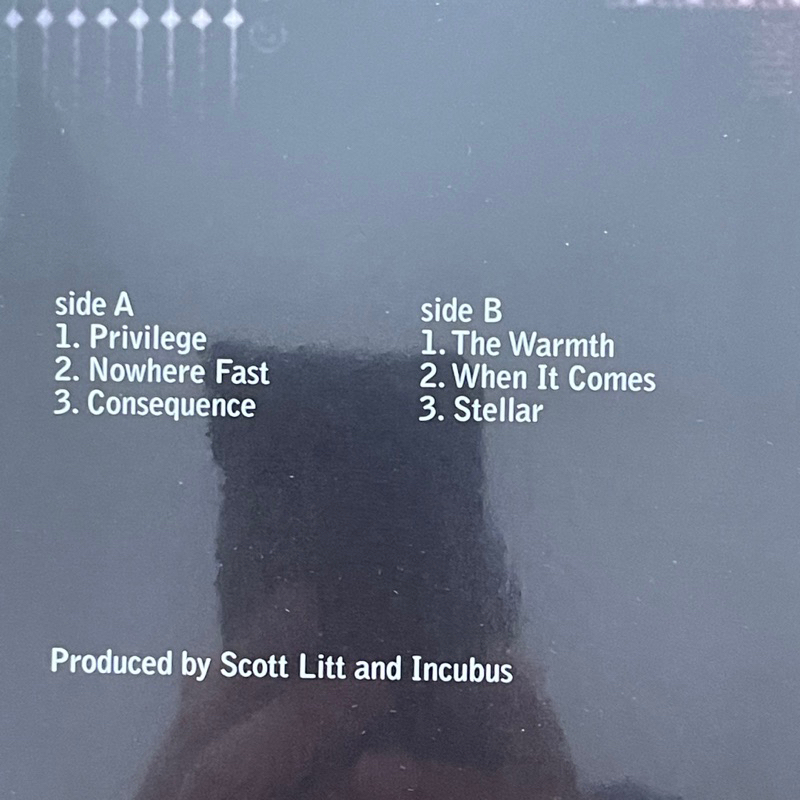 side A
1. Privilege
2. Nowhere Fast
3. Consequence
side B
1. The Warmth
2. When It Comes
3. Stellar
Produced by Scott Litt and Incubus